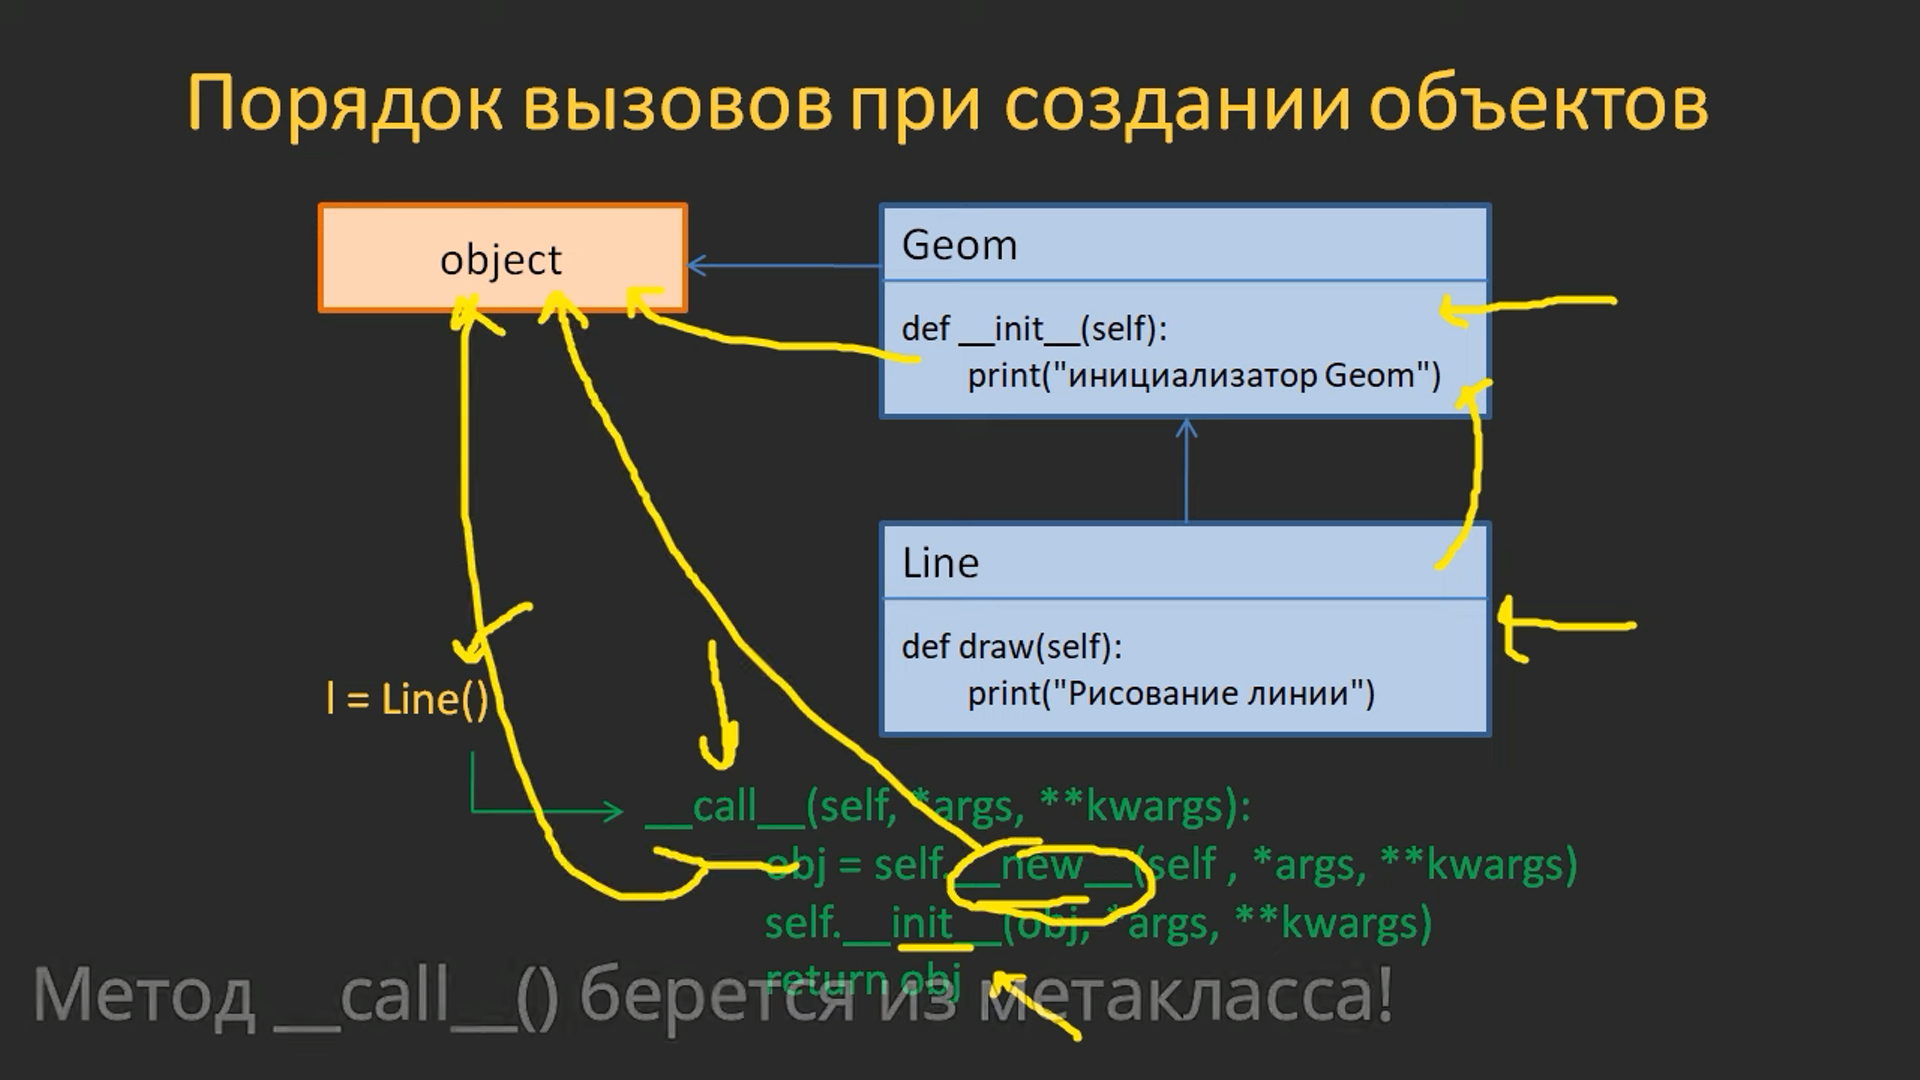 Порядок вызовов при создании объектов
object
Geom
def __init__(self):
print("инициализатор Geom")
Line
def draw(self):
print("Рисование линии")
l = Line()
__call__(self, *args, **kwargs):
obj = self.__new__(self , *args, **kwargs)
self.__init__(obj, *args, **kwargs)
return obj
Метод __call__() берется из метакласса!